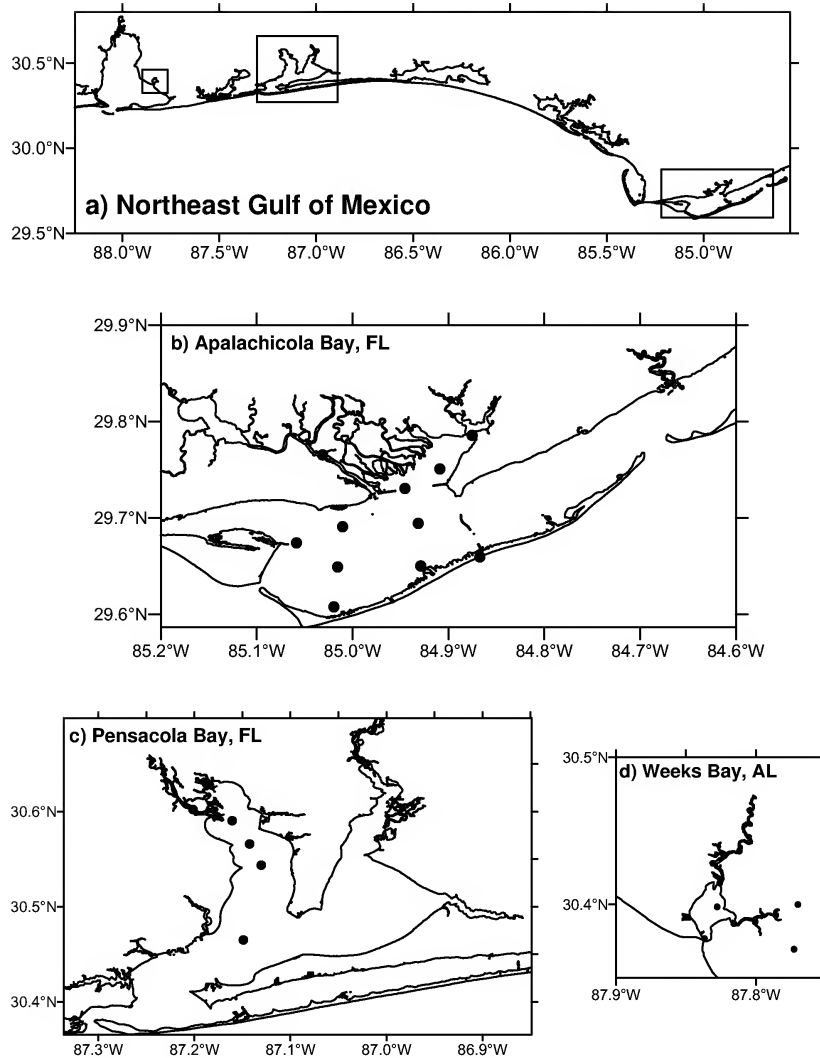 30.5°N
30.0°N
a) Northeast Gulf of Mexico
29.5°N
88.0°W 87.5°W 87.0°W 86.5°W 86.0°W 85.5°W 85.0°W
29.9°N
b) Apalachicola Bay, FL
29.8°N
29.7°N
29.6°N
85.2°W 85.1°W 85.0°W 84.9°W 84.8°W 84.7°W 84.6°W
c) Pensacola Bay, FL
30.6°N
30.5°N
30.4°N
87.3°W 87.2°W 87.1°W 87.0°W 86.9°W
30.5°N
d) Weeks Bay, AL
30.4°N
87.9°W 87.8°W